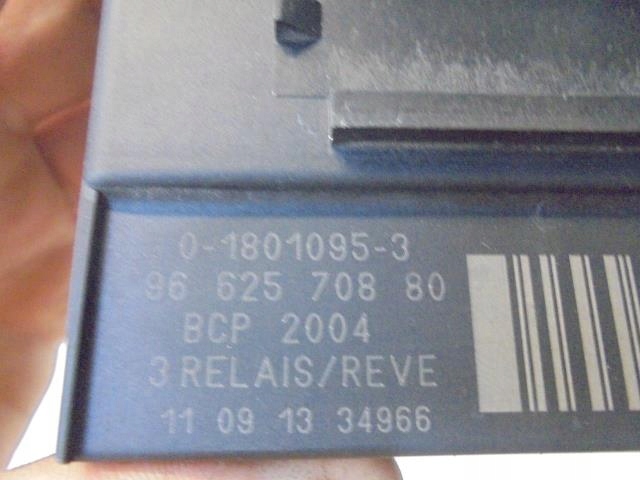 0-1801095-3
96 625 708 80
BCP 2004
3 RELAIS/REVE
11 09 13 34966